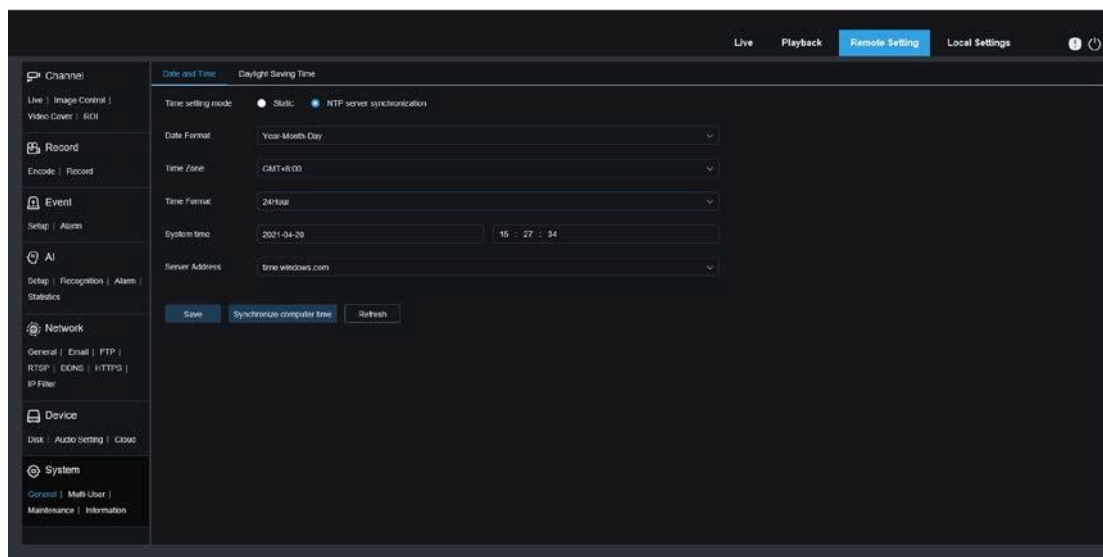 Live Playback Remote Setting Local Settings
Channel
Live | Image Control |
Video Cover | ROI
Record
Encode | Record
Event
Setup | Alarm
AI
Setup | Recognition | Alarm |
Statistics
Network
General | Email | FTP |
RTSP | DDNS | HTTPS |
IP Filter
Device
Disk | Audio Setting | Cloud
System
General | Multi-User |
Maintenance | Information
Date and Time Daylight Saving Time
Time setting mode Static NTP server synchronization
Date Format Year-Month-Day
Time Zone GMT+8:00
Time Format 24Hour
System time 2021-04-20 15 : 27 : 34
Server Address time.windows.com
Save Synchronize computer time Refresh